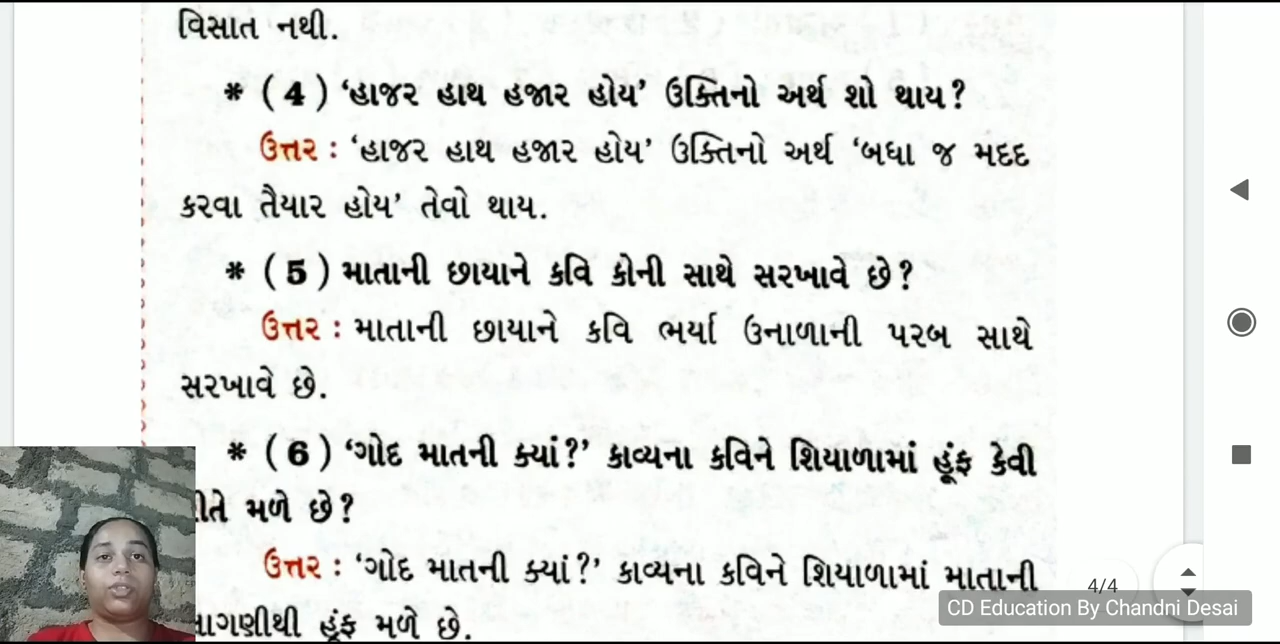 વિસાત નથી.
* ( 4 ) ‘હાજર હાથ હજાર હોય’ ઉક્તિનો અર્થ શો થાય?
ઉત્તર : ‘હાજર હાથ હજાર હોય’ ઉક્તિનો અર્થ ‘બધા જ મદદ
કરવા તૈયાર હોય’ તેવો થાય.
* ( 5 ) માતાની છાયાને કવિ કોની સાથે સરખાવે છે?
ઉત્તર : માતાની છાયાને કવિ ભર્યા ઉનાળાની પરબ સાથે
સરખાવે છે.
* ( 6 ) ‘ગોદ માતની ક્યાં?’ કાવ્યના કવિને શિયાળામાં હૂંફ કેવી
મળે છે?
ઉત્તર : ‘ગોદ માતની ક્યાં?’ કાવ્યના કવિને શિયાળામાં માતાની
હૂંફ મળે છે.
4/4
CD Education By Chandni Desai